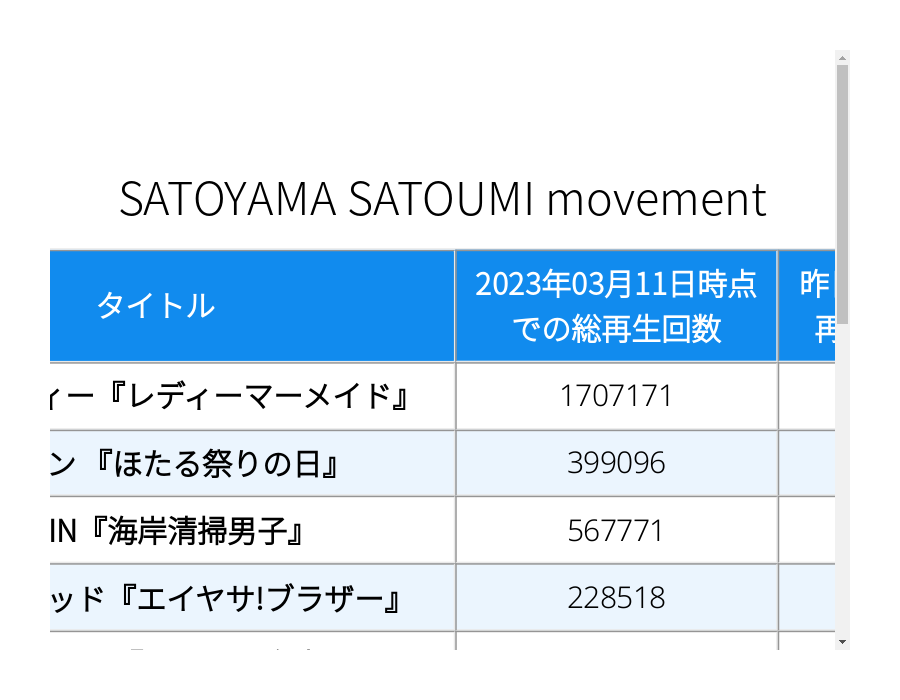 SATOYAMA SATOUMI movement
タイトル
2023年03月11日時点
での総再生回数
昨
再
ィー『レディーマーメイド』
1707171
ン 『ほたる祭りの日』
399096
IN『海岸清掃男子』
567771
ッド『エイヤサ!ブラザー』
228518